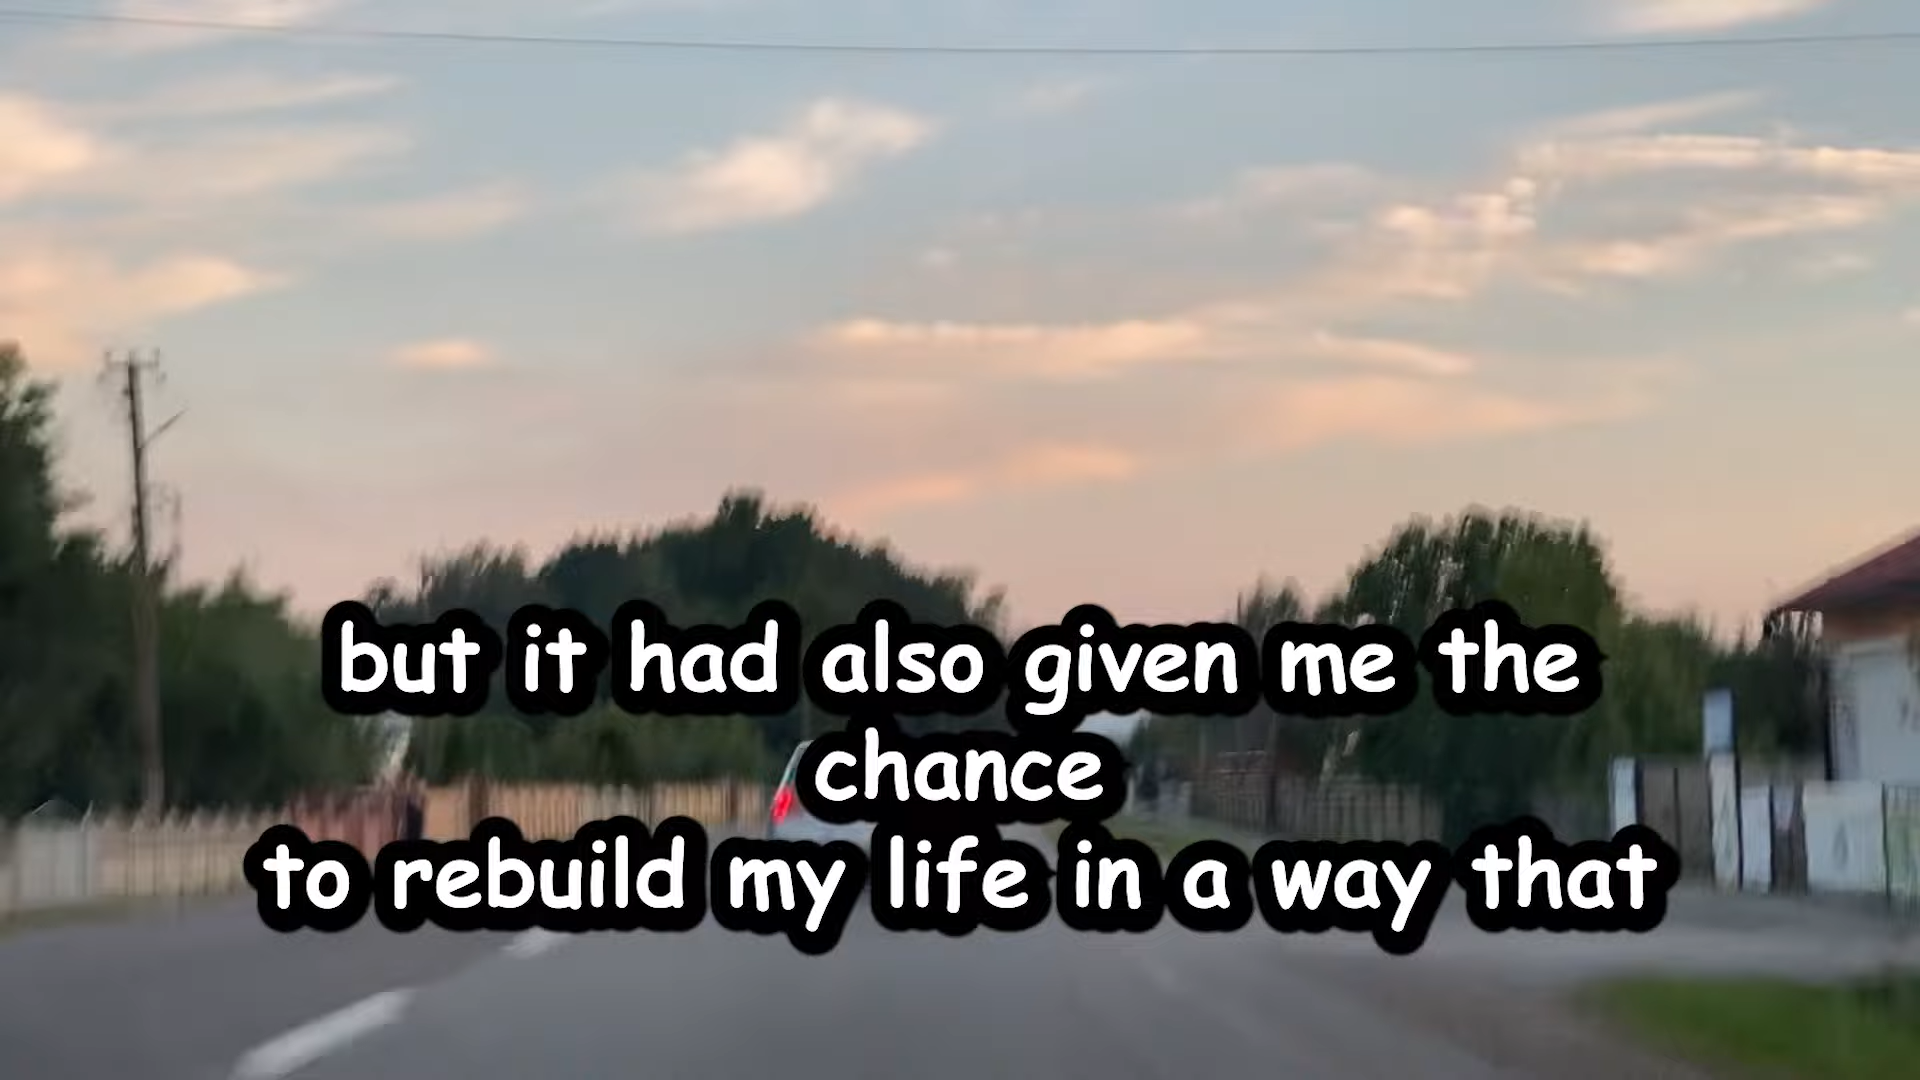 but it had also given me the
chance
to rebuild my life in a way that